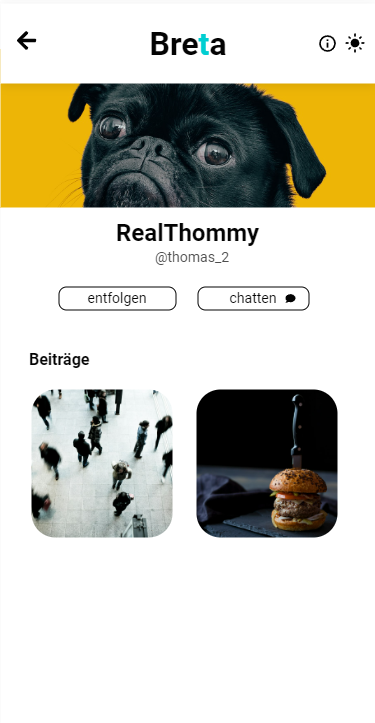 Breta
RealThommy
@thomas_2
entfolgen
chatten
Beiträge